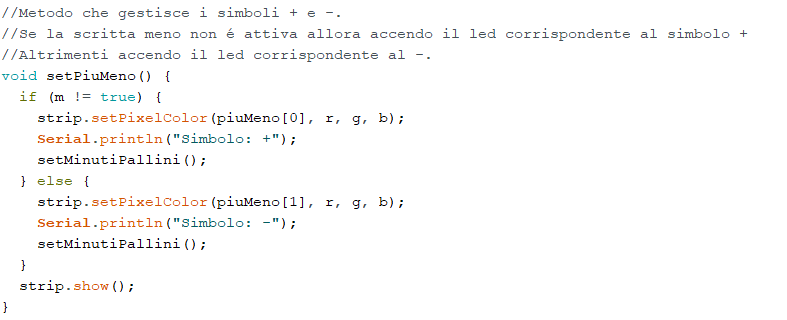 //Metodo che gestisce i simboli + e -.
//Se la scritta meno non é attiva allora accendo il led corrispondente al simbolo +
//Altrimenti accendo il led corrispondente al -.
void setPiuMeno() {
  if (m != true) {
    strip.setPixelColor(piuMeno[0], r, g, b);
    Serial.println("Simbolo: +");
    setMinutiPallini();
  } else {
    strip.setPixelColor(piuMeno[1], r, g, b);
    Serial.println("Simbolo: -");
    setMinutiPallini();
  }
  strip.show();
}